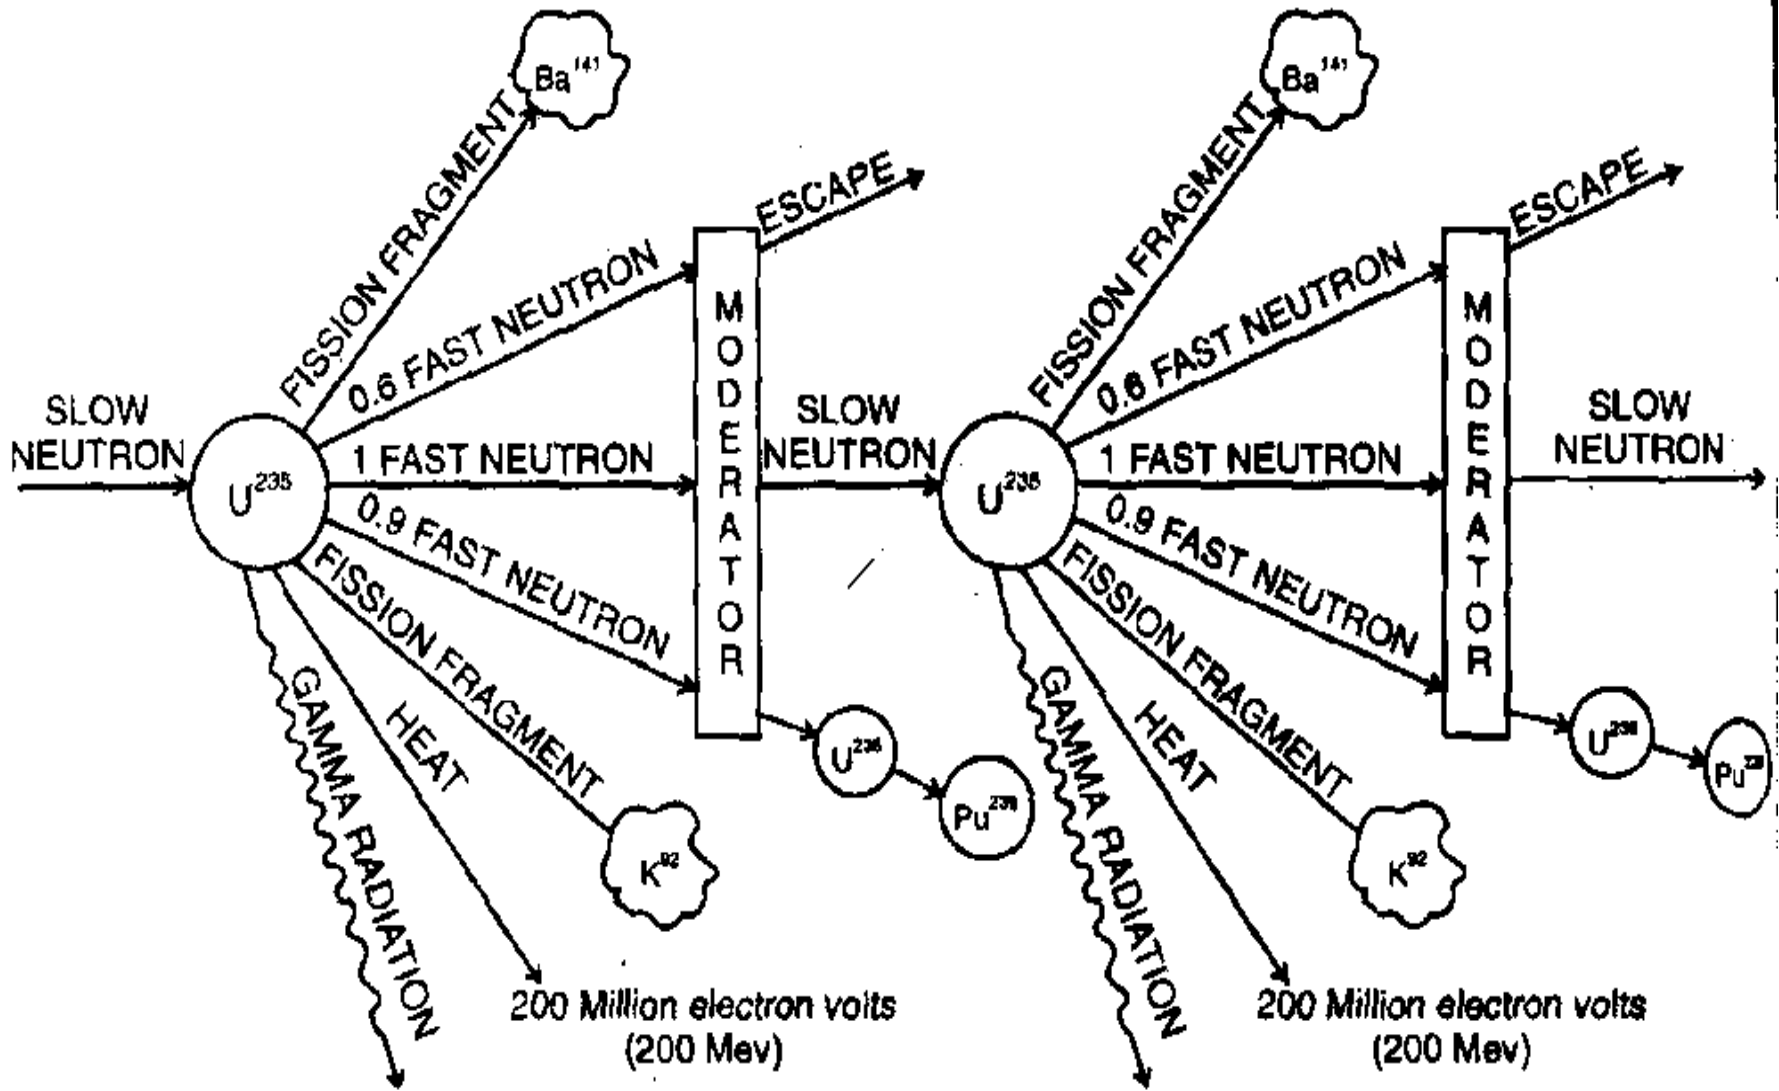 Ba¹⁴¹
FISSION FRAGMENT
ESCAPE
0.6 FAST NEUTRON
SLOW
NEUTRON
U²³⁵
1 FAST NEUTRON
MODERATOR
0.9 FAST NEUTRON
FISSION FRAGMENT
HEAT
GAMMA RADIATION
K⁹²
U
Pu
200 Million electron volts
(200 Mev)
SLOW
NEUTRON
Ba¹⁴¹
FISSION FRAGMENT
ESCAPE
0.6 FAST NEUTRON
U²³⁵
1 FAST NEUTRON
MODERATOR
0.9 FAST NEUTRON
FISSION FRAGMENT
HEAT
GAMMA RADIATION
K⁹²
U
Pu
SLOW
NEUTRON
200 Million electron volts
(200 Mev)